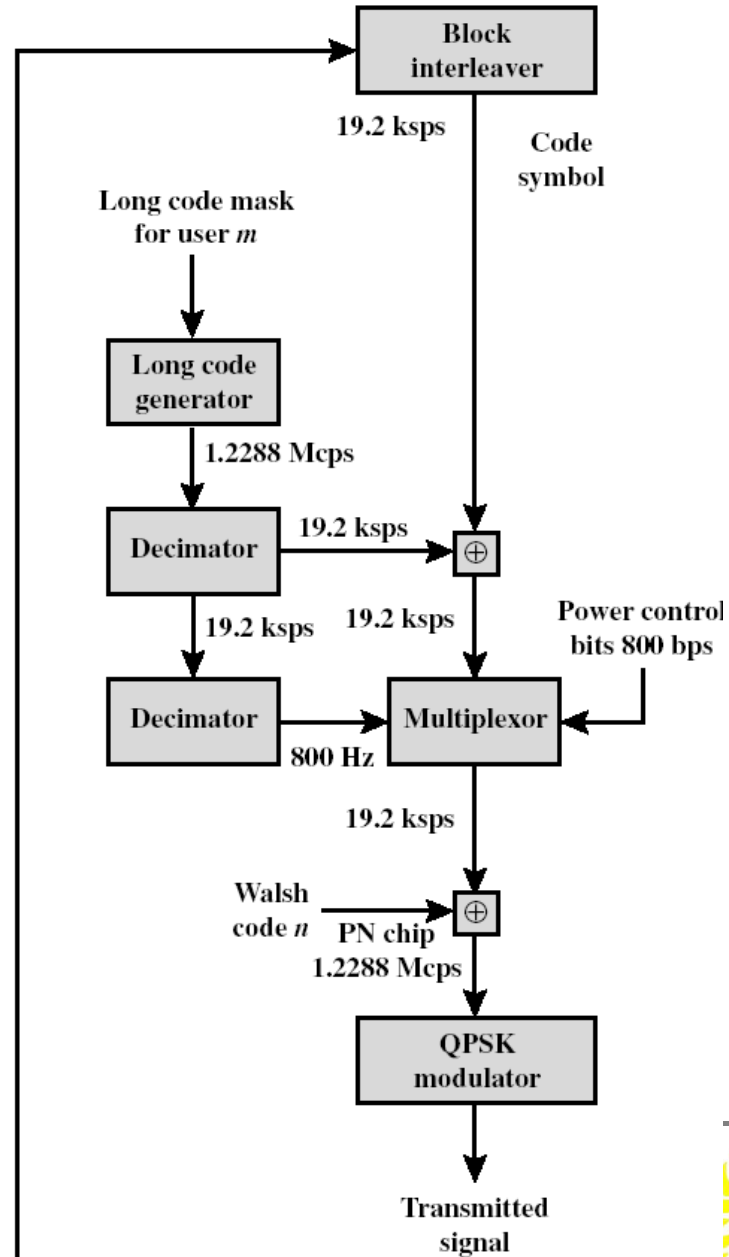 Block
interleaver
19.2 ksps
Code
symbol
Long code mask
for user m
Long code
generator
1.2288 Mcps
Decimator
19.2 ksps
⊕
19.2 ksps
19.2 ksps
Power control
bits 800 bps
Decimator
800 Hz
Multiplexor
19.2 ksps
Walsh
code n
⊕
PN chip
1.2288 Mcps
QPSK
modulator
Transmitted
signal